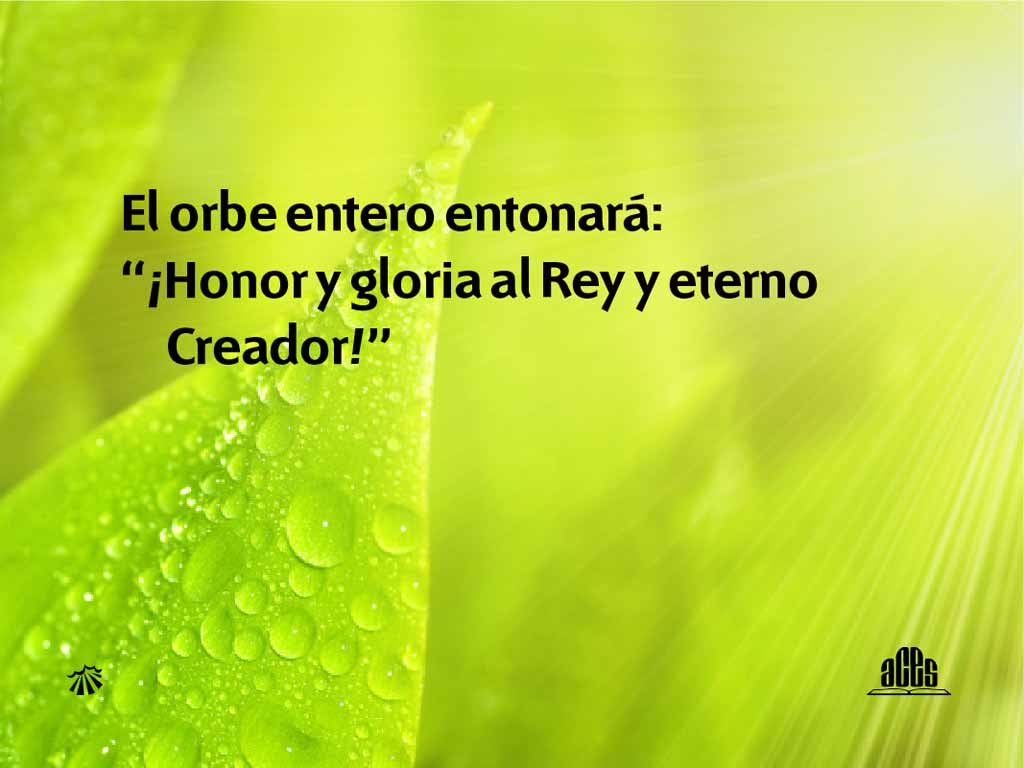 El orbe entero entonará:
“¡Honor y gloria al Rey y eterno
Creador!”
aces